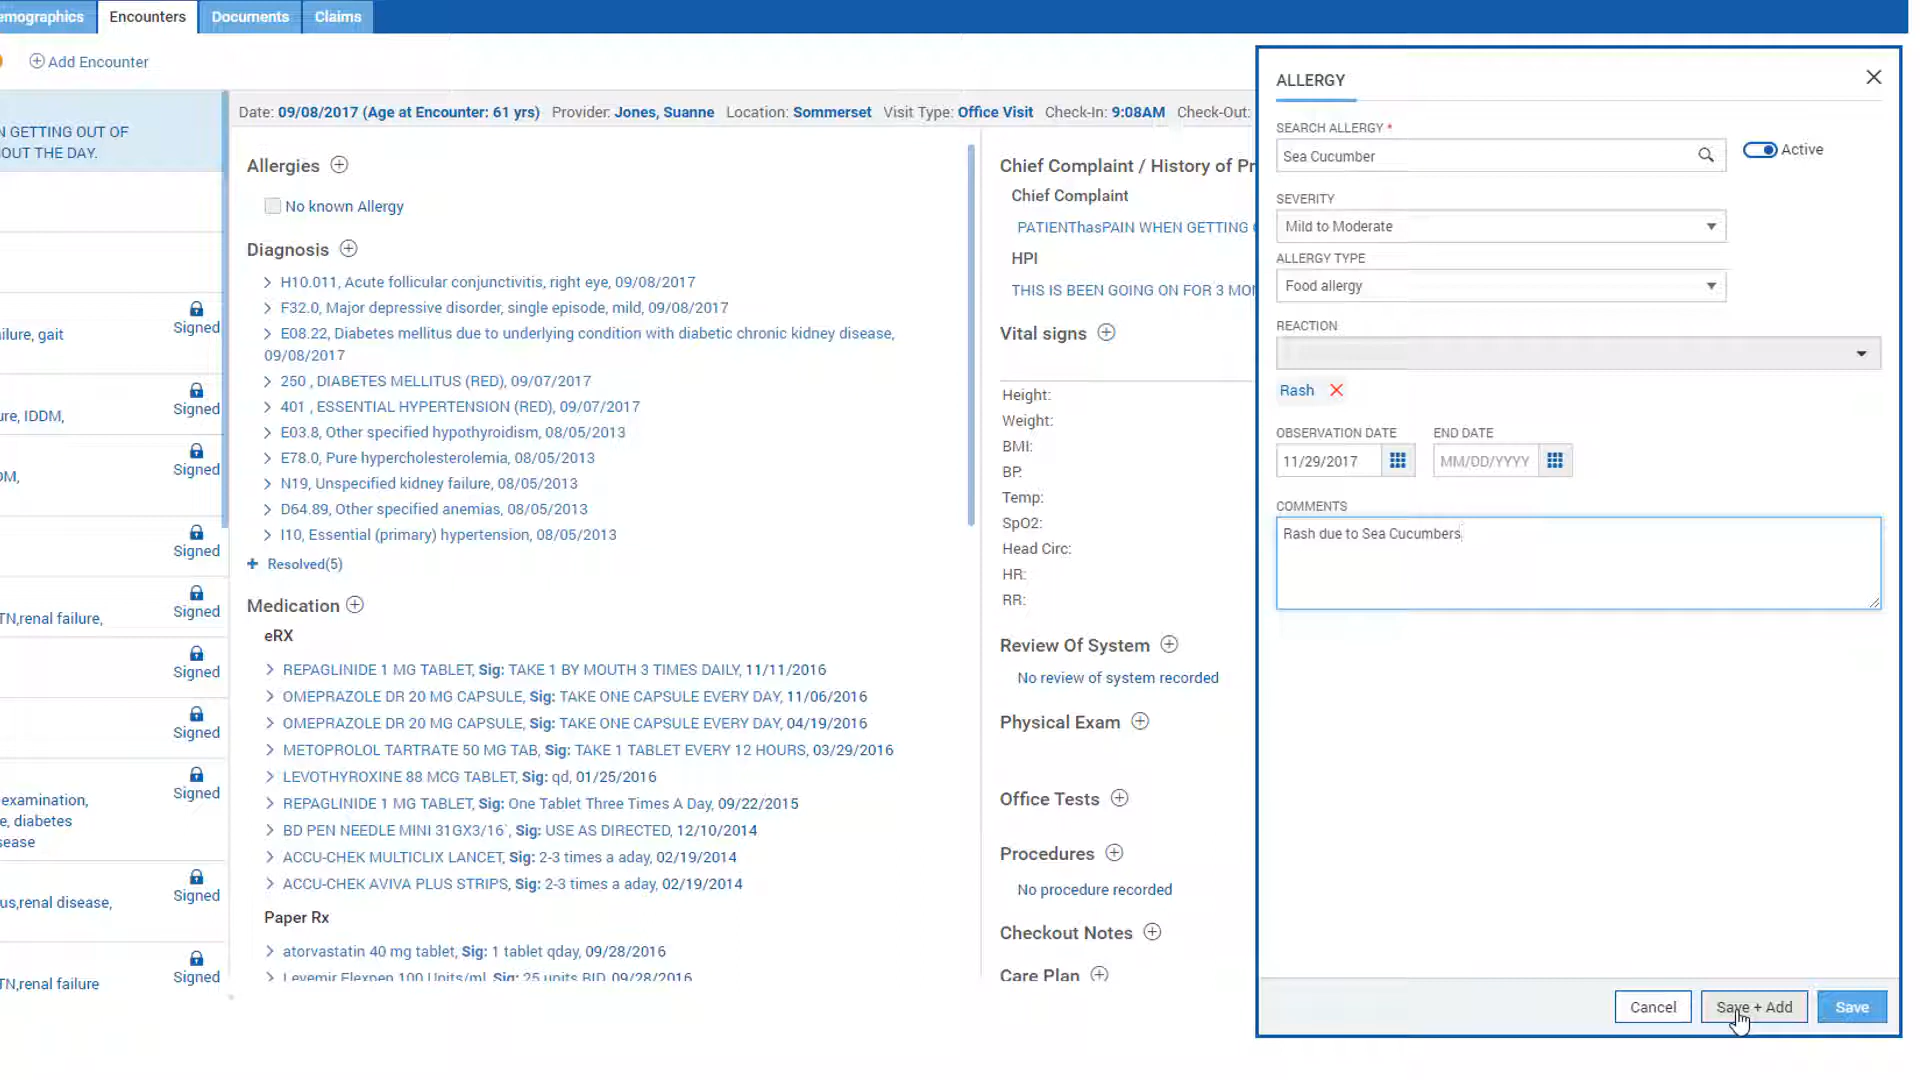 emographics
Encounters
Documents
Claims
Add Encounter
N GETTING OUT OF
OUT THE DAY.
Signed
ilure, gait
Signed
ure, IDDM,
Signed
DM,
Signed
Signed
TN,renal failure,
Signed
Signed
Signed
examination,
e, diabetes
sease
Signed
us,renal disease,
Signed
TN,renal failure
Date: 09/08/2017 (Age at Encounter: 61 yrs) Provider: Jones, Suanne Location: Sommerset Visit Type: Office Visit Check-In: 9:08AM Check-Out:
Allergies
No known Allergy
Diagnosis
H10.011, Acute follicular conjunctivitis, right eye, 09/08/2017
F32.0, Major depressive disorder, single episode, mild, 09/08/2017
E08.22, Diabetes mellitus due to underlying condition with diabetic chronic kidney disease,
09/08/2017
250 , DIABETES MELLITUS (RED), 09/07/2017
401 , ESSENTIAL HYPERTENSION (RED), 09/07/2017
E03.8, Other specified hypothyroidism, 08/05/2013
E78.0, Pure hypercholesterolemia, 08/05/2013
N19, Unspecified kidney failure, 08/05/2013
D64.89, Other specified anemias, 08/05/2013
I10, Essential (primary) hypertension, 08/05/2013
+ Resolved(5)
Medication
eRX
REPAGLINIDE 1 MG TABLET, Sig: TAKE 1 BY MOUTH 3 TIMES DAILY, 11/11/2016
OMEPRAZOLE DR 20 MG CAPSULE, Sig: TAKE ONE CAPSULE EVERY DAY, 11/06/2016
OMEPRAZOLE DR 20 MG CAPSULE, Sig: TAKE ONE CAPSULE EVERY DAY, 04/19/2016
METOPROLOL TARTRATE 50 MG TAB, Sig: TAKE 1 TABLET EVERY 12 HOURS, 03/29/2016
LEVOTHYROXINE 88 MCG TABLET, Sig: qd, 01/25/2016
REPAGLINIDE 1 MG TABLET, Sig: One Tablet Three Times A Day, 09/22/2015
BD PEN NEEDLE MINI 31GX3/16`, Sig: USE AS DIRECTED, 12/10/2014
ACCU-CHEK MULTICLIX LANCET, Sig: 2-3 times a aday, 02/19/2014
ACCU-CHEK AVIVA PLUS STRIPS, Sig: 2-3 times a aday, 02/19/2014
Paper Rx
atorvastatin 40 mg tablet, Sig: 1 tablet qday, 09/28/2016
Levemir Flexpen 100 Units/ml, Sig: 25 units BID, 09/28/2016
Chief Complaint / History of Pr
Chief Complaint
PATIENThasPAIN WHEN GETTING
HPI
THIS IS BEEN GOING ON FOR 3 MON
Vital signs
Height:
Weight:
BMI:
BP:
Temp:
SpO2:
Head Circ:
HR:
RR:
Review Of System
No review of system recorded
Physical Exam
Office Tests
Procedures
No procedure recorded
Checkout Notes
Care Plan
ALLERGY
SEARCH ALLERGY *
Sea Cucumber
Active
SEVERITY
Mild to Moderate
ALLERGY TYPE
Food allergy
REACTION
Rash
OBSERVATION DATE
END DATE
11/29/2017
MM/DD/YYYY
COMMENTS
Rash due to Sea Cucumbers
Cancel
Save + Add
Save